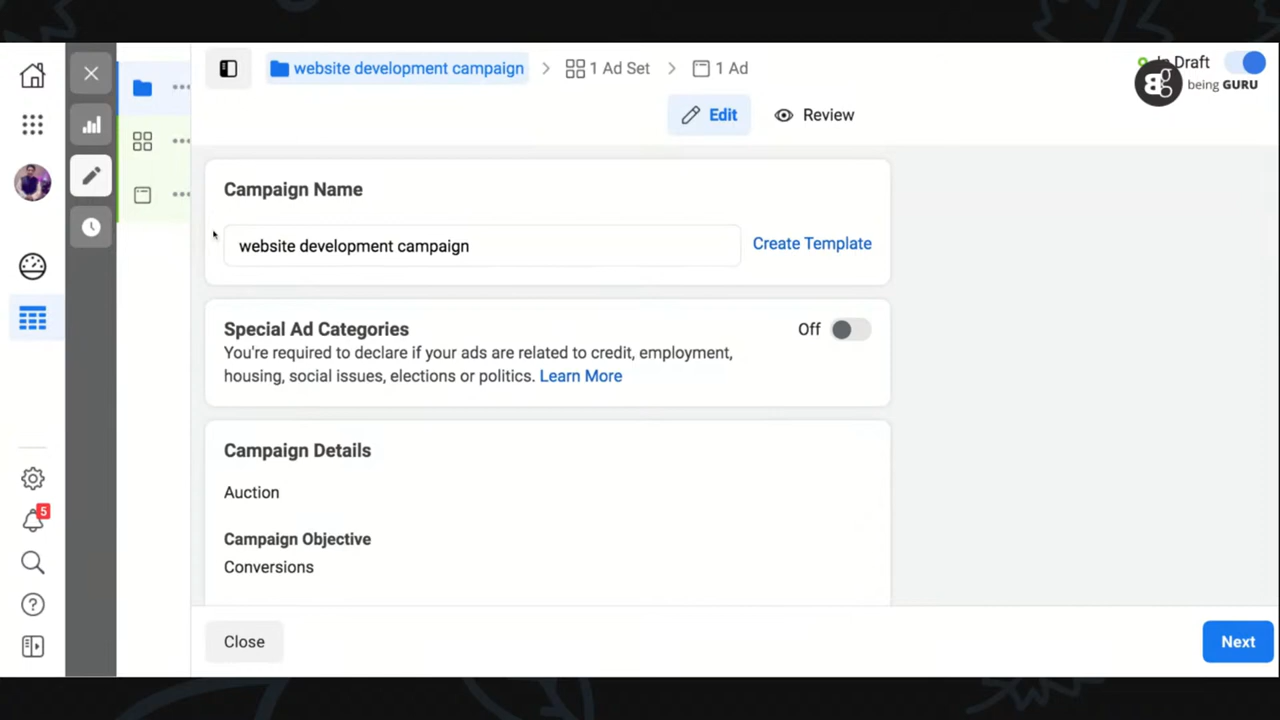 website development campaign
1 Ad Set
1 Ad
Draft
being GURU
Edit
Review
Campaign Name
website development campaign
Create Template
Special Ad Categories
Off
You're required to declare if your ads are related to credit, employment,
housing, social issues, elections or politics. Learn More
Campaign Details
Auction
Campaign Objective
Conversions
5
Close
Next